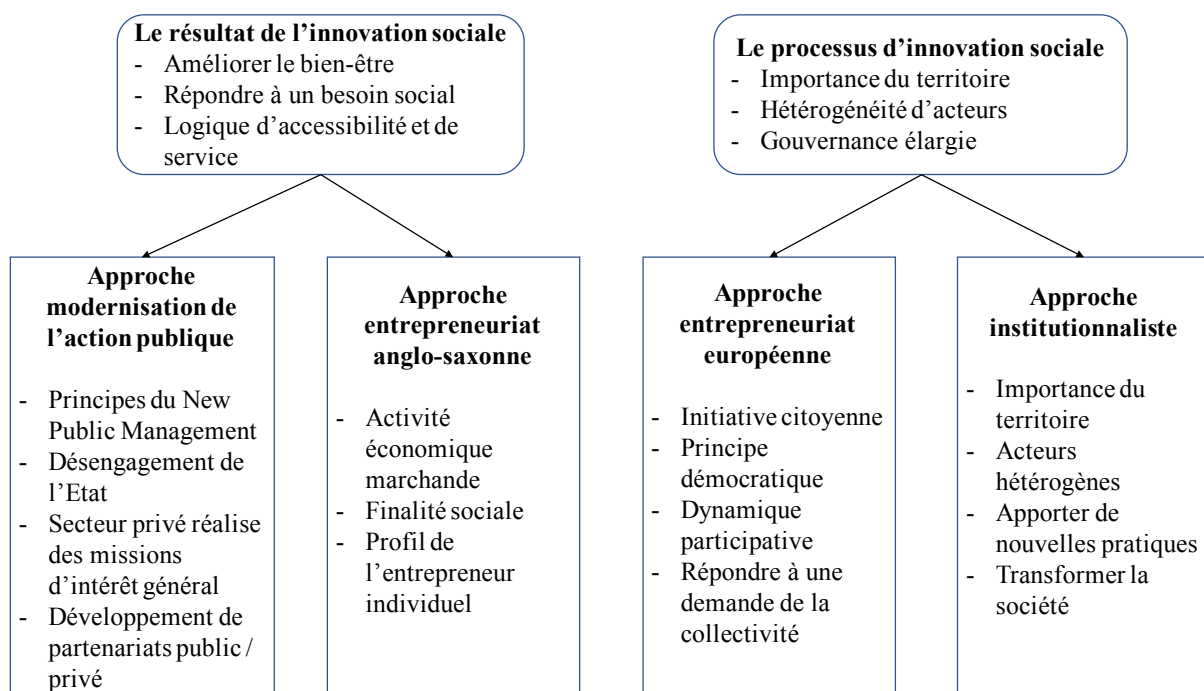 Le résultat de l’innovation sociale
- Améliorer le bien-être
- Répondre à un besoin social
- Logique d’accessibilité et de
service
Le processus d’innovation sociale
- Importance du territoire
- Hétérogénéité d’acteurs
- Gouvernance élargie
Approche
modernisation de
l’action publique
- Principes du New
Public Management
- Désengagement de
l’Etat
- Secteur privé réalise
des missions
d’intérêt général
- Développement de
partenariats public /
privé
Approche
entrepreneuriat
anglo-saxonne
- Activité
économique
marchande
- Finalité sociale
- Profil de
l’entrepreneur
individuel
Approche
entrepreneuriat
européenne
- Initiative citoyenne
- Principe
démocratique
- Dynamique
participative
- Répondre à une
demande de la
collectivité
Approche
institutionnaliste
- Importance du
territoire
- Acteurs
hétérogènes
- Apporter de
nouvelles pratiques
- Transformer la
société